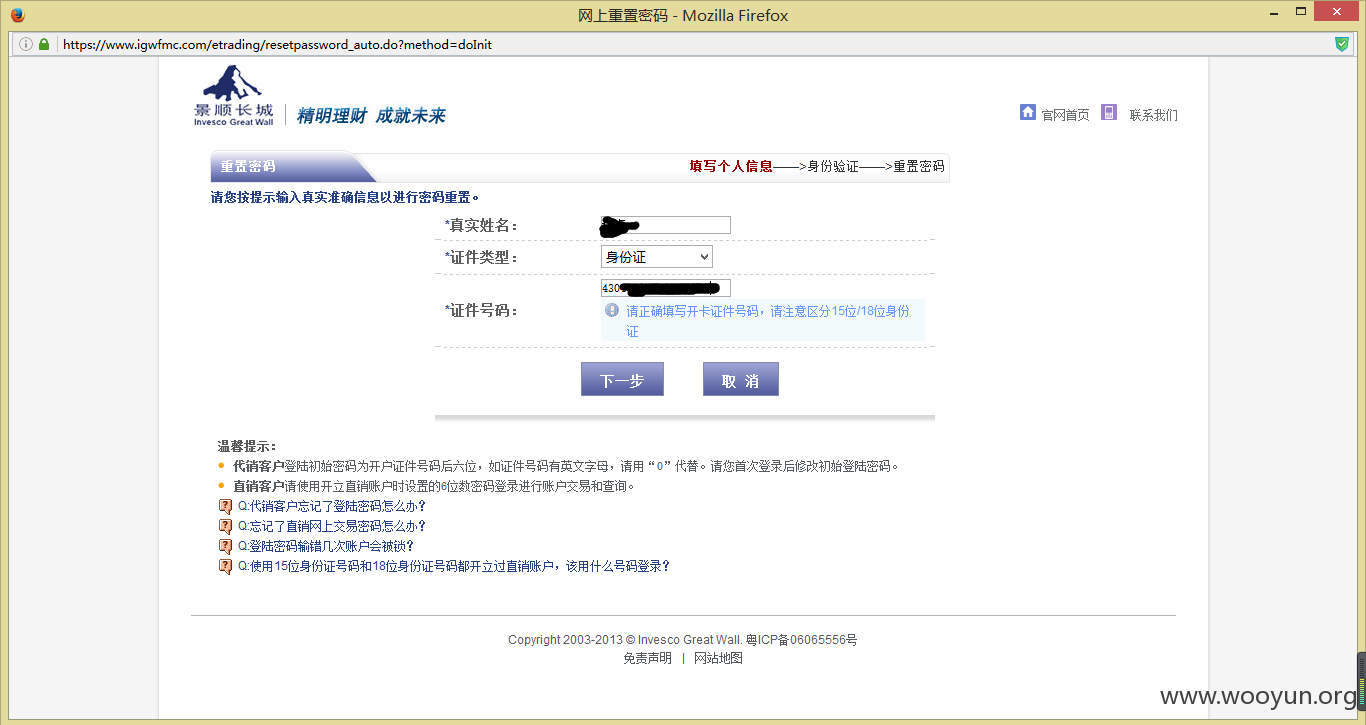 网上重置密码 - Mozilla Firefox
https://www.igwfmc.com/etrading/resetpassword_auto.do?method=doInit
景顺长城
Invesco Great Wall
精明理财 成就未来
官网首页 联系我们
重置密码
填写个人信息——>身份验证——>重置密码
请您按提示输入真实准确信息以进行密码重置。
*真实姓名：
*证件类型： 身份证
430
*证件号码：
请正确填写开卡证件号码，请注意区分15位/18位身份
证
下一步 取 消
温馨提示：
代销客户登陆初始密码为开户证件号码后六位，如证件号码有英文字母，请用“0”代替。请您首次登录后修改初始登陆密码。
直销客户请使用开立直销账户时设置的6位数密码登录进行账户交易和查询。
Q:代销客户忘记了登陆密码怎么办？
Q:忘记了直销网上交易密码怎么办？
Q:登陆密码输错几次账户会被锁？
Q:使用15位身份证号码和18位身份证号码都开立过直销账户，该用什么号码登录？
Copyright 2003-2013 © Invesco Great Wall. 粤ICP备06065556号
免责声明 | 网站地图
www.wooyun.org